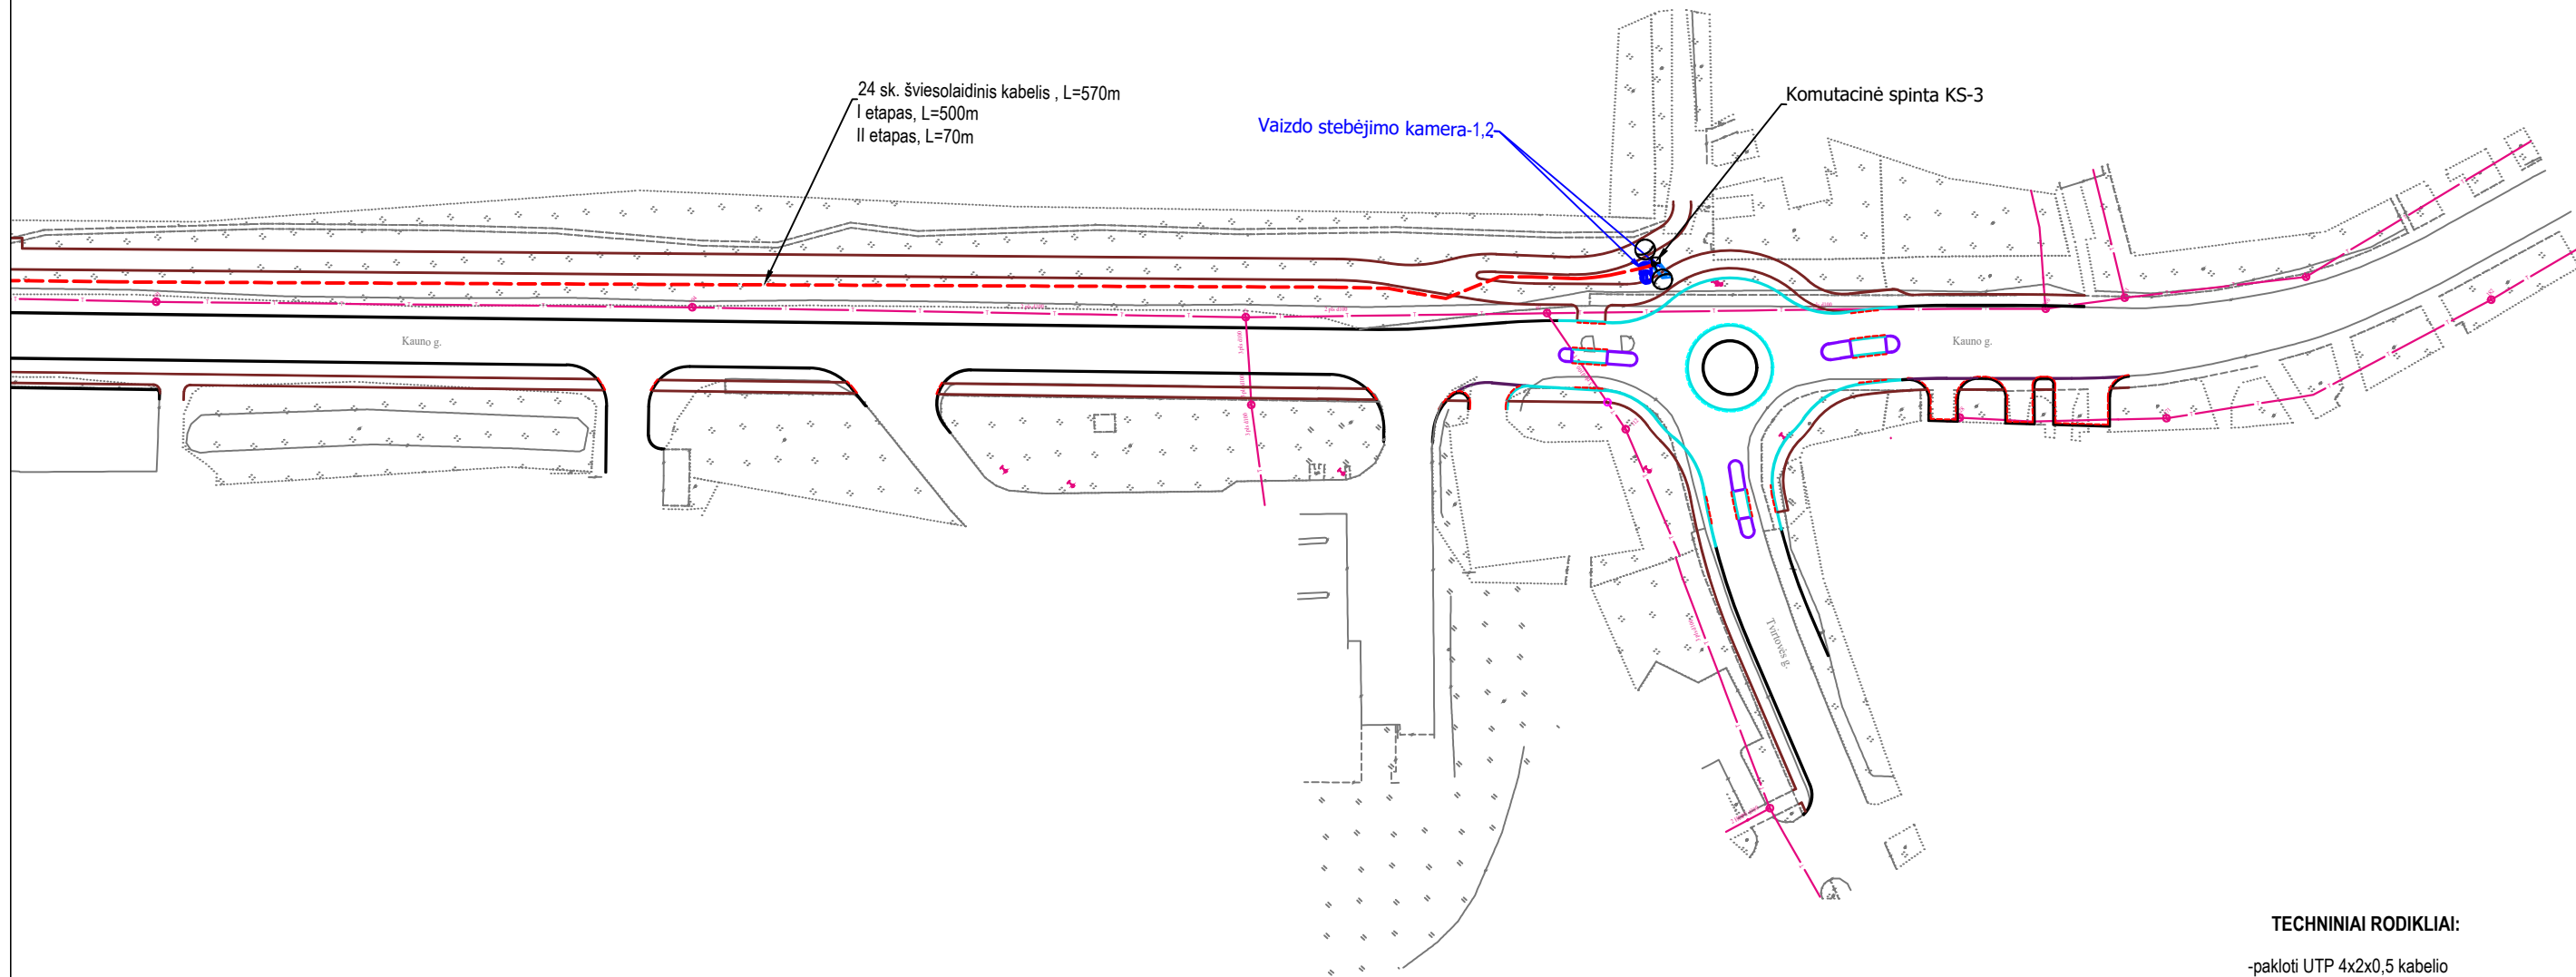 24 sk. šviesolaidinis kabelis , L=570m
I etapas, L=500m
II etapas, L=70m
Vaizdo stebėjimo kamera-1,2
Komutacinė spinta KS-3
Kauno g.
Kauno g.
Tvirtovės g.
TECHNINIAI RODIKLIAI:
-pakloti UTP 4x2x0,5 kabelio